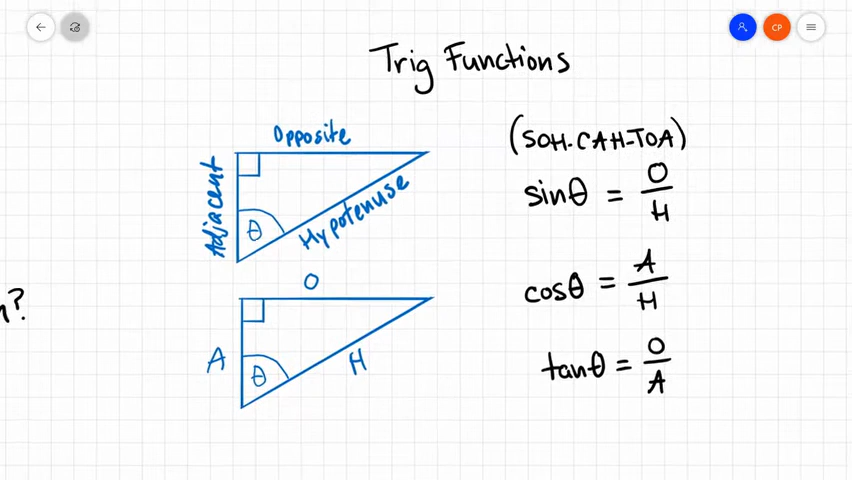 CP
Trig Functions
Opposite
Adjacent
θ
Hypotenuse
O
A
θ
H
(SOH-CAH-TOA)
sinθ = O/H
cosθ = A/H
tanθ = O/A